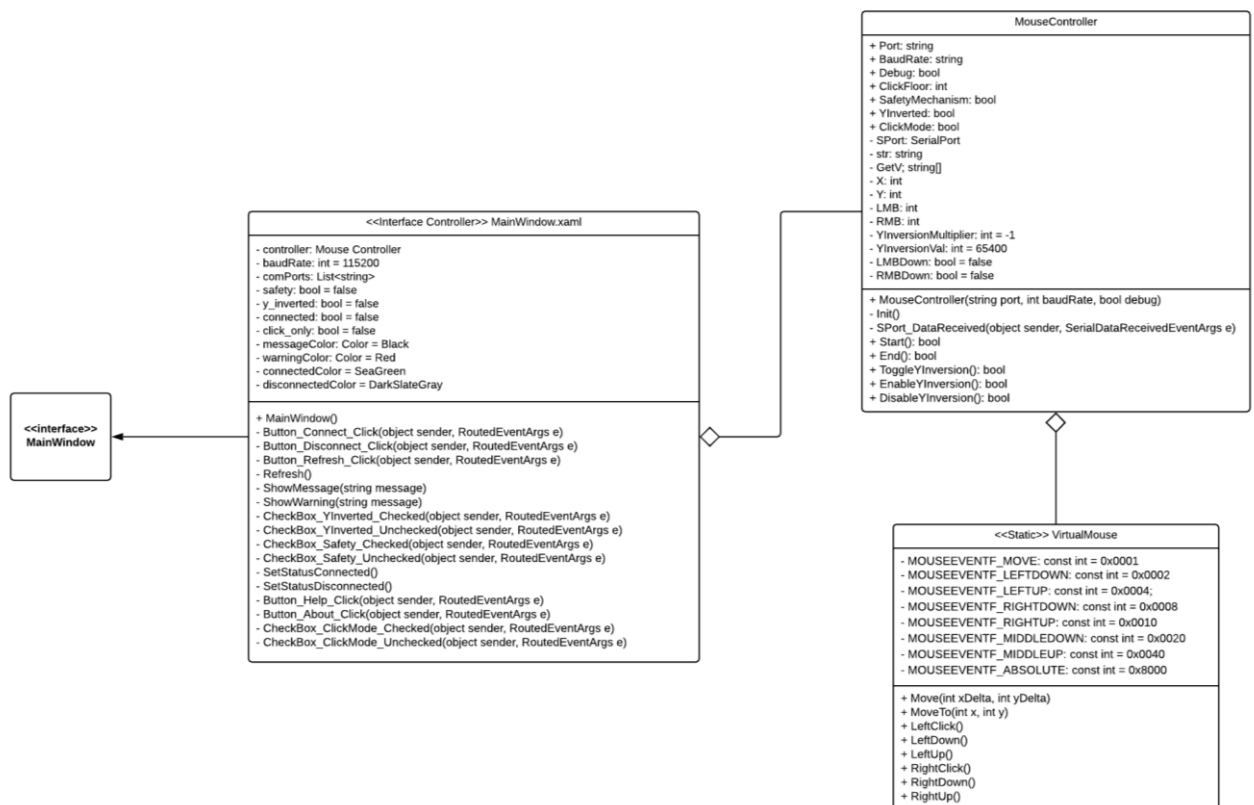 MouseController
+ Port: string
+ BaudRate: string
+ Debug: bool
+ ClickFloor: int
+ SafetyMechanism: bool
+ YInverted: bool
+ ClickMode: bool
- SPort: SerialPort
- str: string
- GetV; string[]
- X: int
- Y: int
- LMB: int
- RMB: int
- YInversionMultiplier: int = -1
- YInversionVal: int = 65400
- LMBDown: bool = false
- RMBDown: bool = false
+ MouseController(string port, int baudRate, bool debug)
- Init()
- SPort_DataReceived(object sender, SerialDataReceivedEventArgs e)
+ Start(): bool
+ End(): bool
+ ToggleYInversion(): bool
+ EnableYInversion(): bool
+ DisableYInversion(): bool
<<Interface Controller>> MainWindow.xaml
- controller: Mouse Controller
- baudRate: int = 115200
- comPorts: List<string>
- safety: bool = false
- y_inverted: bool = false
- connected: bool = false
- click_only: bool = false
- messageColor: Color = Black
- warningColor: Color = Red
- connectedColor = SeaGreen
- disconnectedColor = DarkSlateGray
+ MainWindow()
- Button_Connect_Click(object sender, RoutedEventArgs e)
- Button_Disconnect_Click(object sender, RoutedEventArgs e)
- Button_Refresh_Click(object sender, RoutedEventArgs e)
- Refresh()
- ShowMessage(string message)
- ShowWarning(string message)
- CheckBox_YInverted_Checked(object sender, RoutedEventArgs e)
- CheckBox_YInverted_Unchecked(object sender, RoutedEventArgs e)
- CheckBox_Safety_Checked(object sender, RoutedEventArgs e)
- CheckBox_Safety_Unchecked(object sender, RoutedEventArgs e)
- SetStatusConnected()
- SetStatusDisconnected()
- Button_Help_Click(object sender, RoutedEventArgs e)
- Button_About_Click(object sender, RoutedEventArgs e)
- CheckBox_ClickMode_Checked(object sender, RoutedEventArgs e)
- CheckBox_ClickMode_Unchecked(object sender, RoutedEventArgs e)
<<interface>>
MainWindow
<<Static>> VirtualMouse
- MOUSEEVENTF_MOVE: const int = 0x0001
- MOUSEEVENTF_LEFTDOWN: const int = 0x0002
- MOUSEEVENTF_LEFTUP: const int = 0x0004;
- MOUSEEVENTF_RIGHTDOWN: const int = 0x0008
- MOUSEEVENTF_RIGHTUP: const int = 0x0010
- MOUSEEVENTF_MIDDLEDOWN: const int = 0x0020
- MOUSEEVENTF_MIDDLEUP: const int = 0x0040
- MOUSEEVENTF_ABSOLUTE: const int = 0x8000
+ Move(int xDelta, int yDelta)
+ MoveTo(int x, int y)
+ LeftClick()
+ LeftDown()
+ LeftUp()
+ RightClick()
+ RightDown()
+ RightUp()